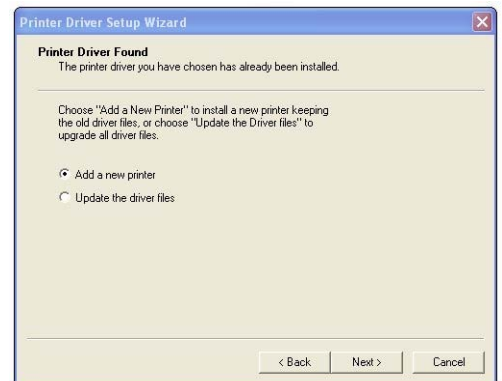 Printer Driver Setup Wizard
Printer Driver Found
The printer driver you have chosen has already been installed.
Choose "Add a New Printer" to install a new printer keeping
the old driver files, or choose "Update the Driver files" to
upgrade all driver files.
Add a new printer
Update the driver files
< Back
Next >
Cancel